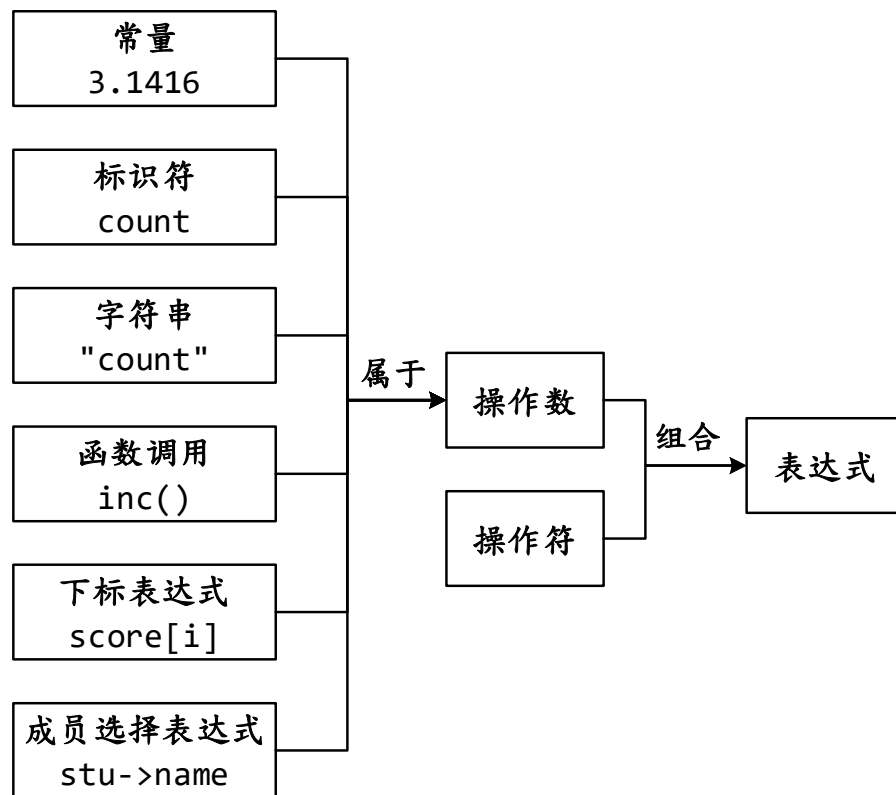 常量
3.1416
标识符
count
字符串
"count"
函数调用
inc()
下标表达式
score[i]
成员选择表达式
stu->name
属于
操作数
操作符
组合
表达式